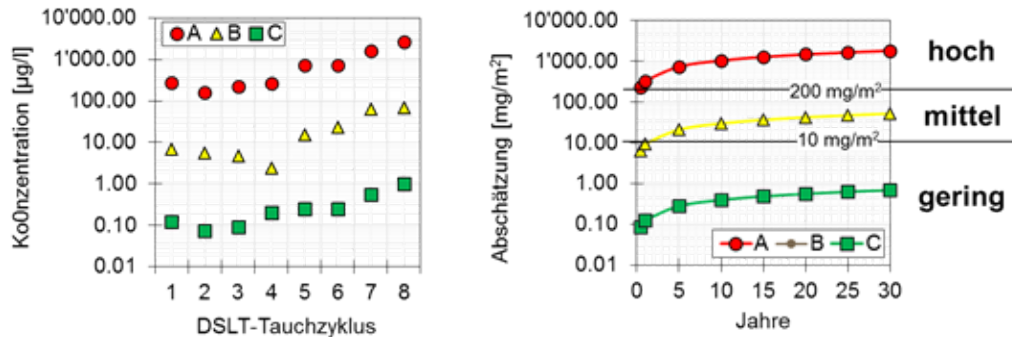 Ko0nzentration [µg/l]
10'000.00
1'000.00
100.00
10.00
1.00
0.10
0.01
A B C
1 2 3 4 5 6 7 8
DSLT-Tauchzyklus
Abschätzung [mg/m²]
10'000.00
1'000.00
100.00
10.00
1.00
0.10
0.01
200 mg/m²
10 mg/m²
hoch
mittel
gering
A B C
0 5 10 15 20 25 30
Jahre